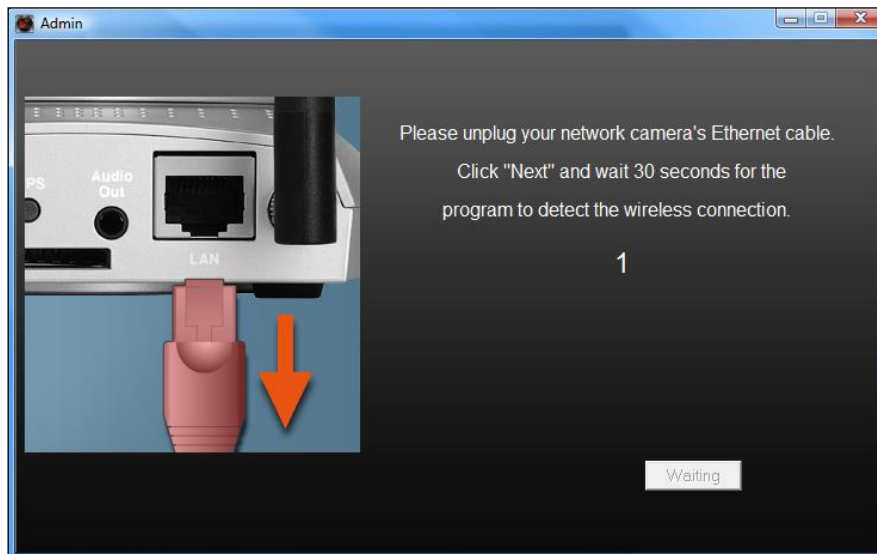 Admin
PS
Audio
Out
LAN
Please unplug your network camera's Ethernet cable.
Click "Next" and wait 30 seconds for the
program to detect the wireless connection.
1
Waiting